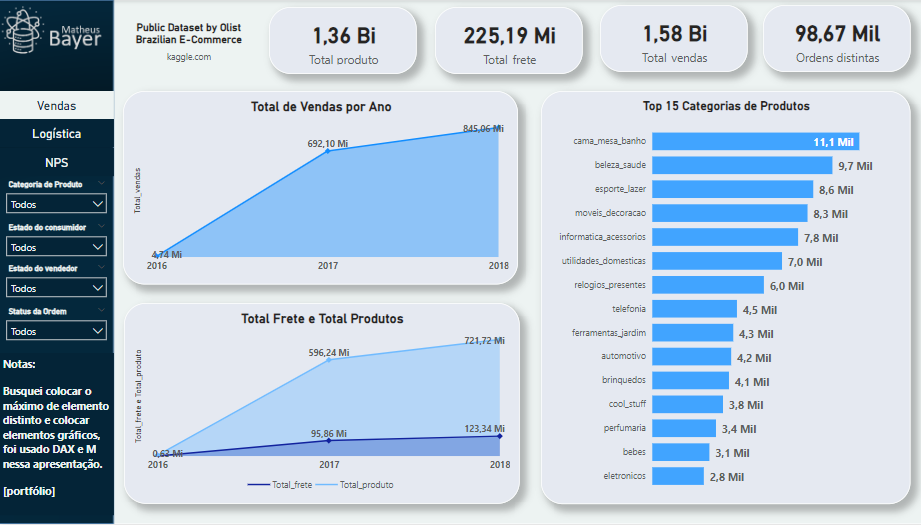 Matheus
Bayer
Vendas
Logística
NPS
Categoria de Produto
Todos
Estado do consumidor
Todos
Estado do vendedor
Todos
Status da Ordem
Todos
Notas:
Busquei colocar o
máximo de elemento
distinto e colocar
elementos gráficos,
foi usado DAX e M
nessa apresentação.
[portfólio]
Public Dataset by Olist
Brazilian E-Commerce
kaggle.com
1,36 Bi
Total produto
225,19 Mi
Total frete
1,58 Bi
Total vendas
98,67 Mil
Ordens distintas
Total de Vendas por Ano
Total_vendas
4,74 Mi
692,10 Mi
845,06 Mi
2016
2017
2018
Total Frete e Total Produtos
Total_frete e Total_produto
0,62 Mi
596,24 Mi
721,72 Mi
95,86 Mi
123,34 Mi
2016
2017
2018
Total_frete
Total_produto
Top 15 Categorias de Produtos
cama_mesa_banho 11,1 Mil
beleza_saude 9,7 Mil
esporte_lazer 8,6 Mil
moveis_decoracao 8,3 Mil
informatica_acessorios 7,8 Mil
utilidades_domesticas 7,0 Mil
relogios_presentes 6,0 Mil
telefonia 4,5 Mil
ferramentas_jardim 4,3 Mil
automotivo 4,2 Mil
brinquedos 4,1 Mil
cool_stuff 3,8 Mil
perfumaria 3,4 Mil
bebes 3,1 Mil
eletronicos 2,8 Mil